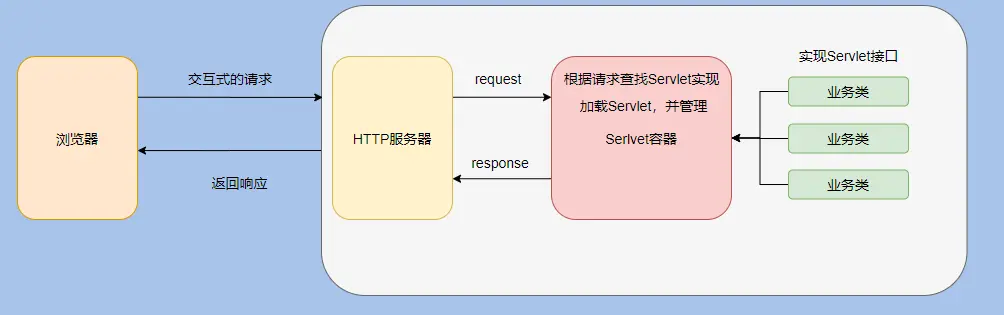 实现Servlet接口
交互式的请求
request
根据请求查找Servlet实现
加载Servlet，并管理
业务类
浏览器
HTTP服务器
Serlvet容器
业务类
返回响应
response
业务类